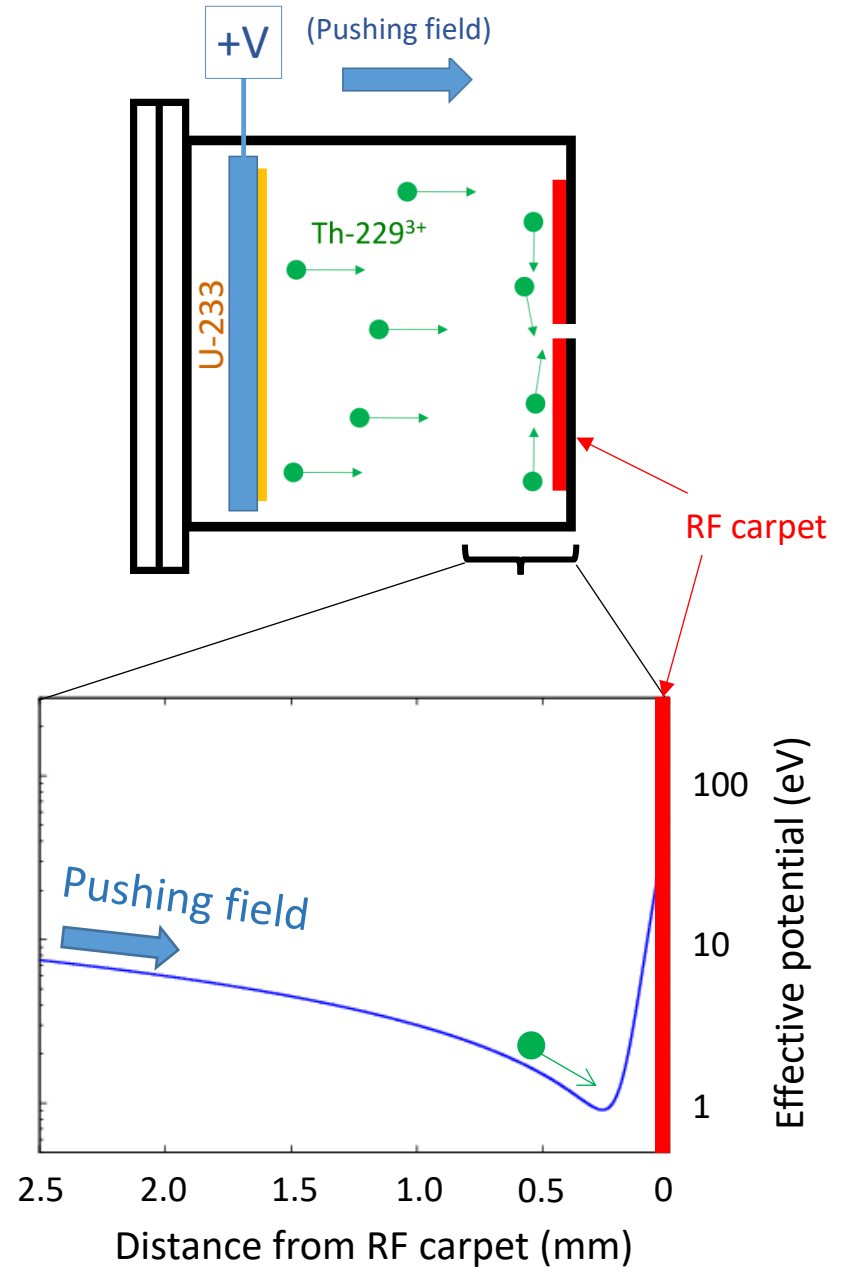 +V
(Pushing field)
Th-229³⁺
U-233
RF carpet
Pushing field
100
10
1
Effective potential (eV)
2.5 2.0 1.5 1.0 0.5 0
Distance from RF carpet (mm)